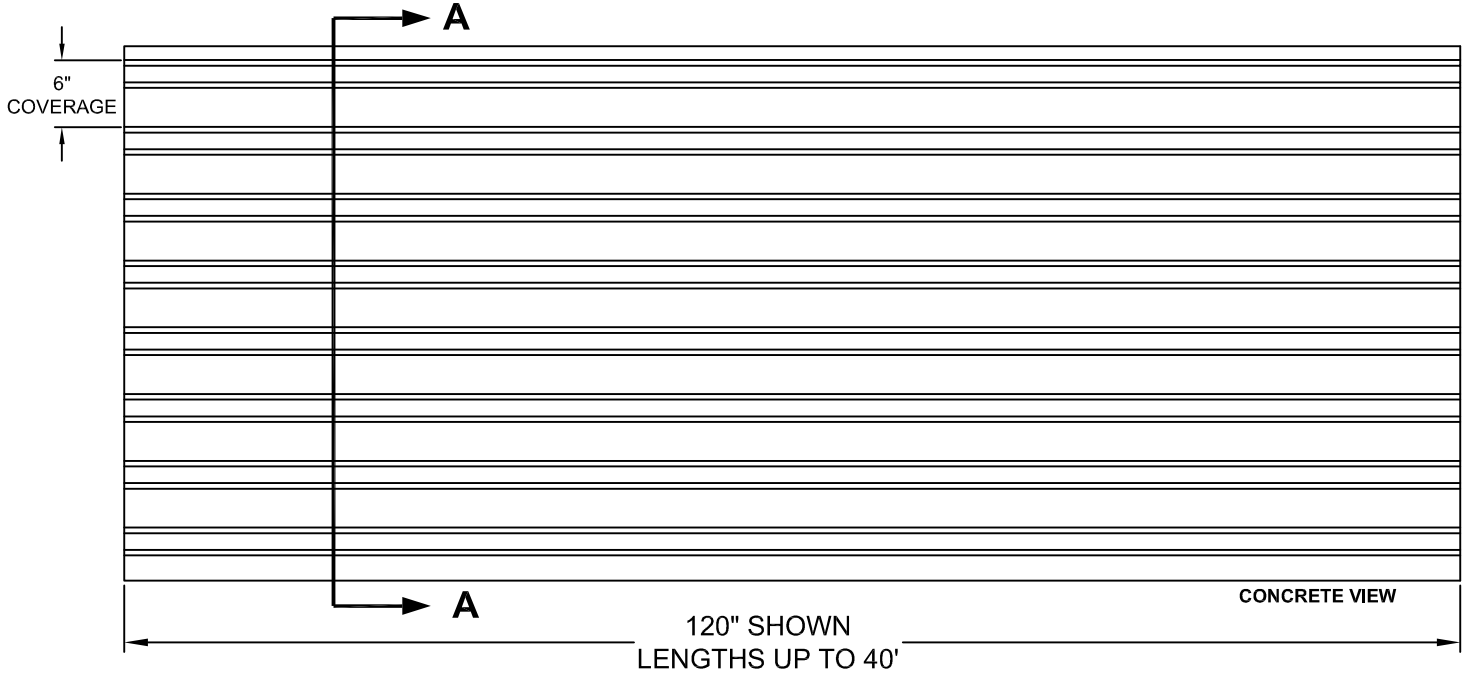 A
6"
COVERAGE
A
CONCRETE VIEW
120" SHOWN
LENGTHS UP TO 40'